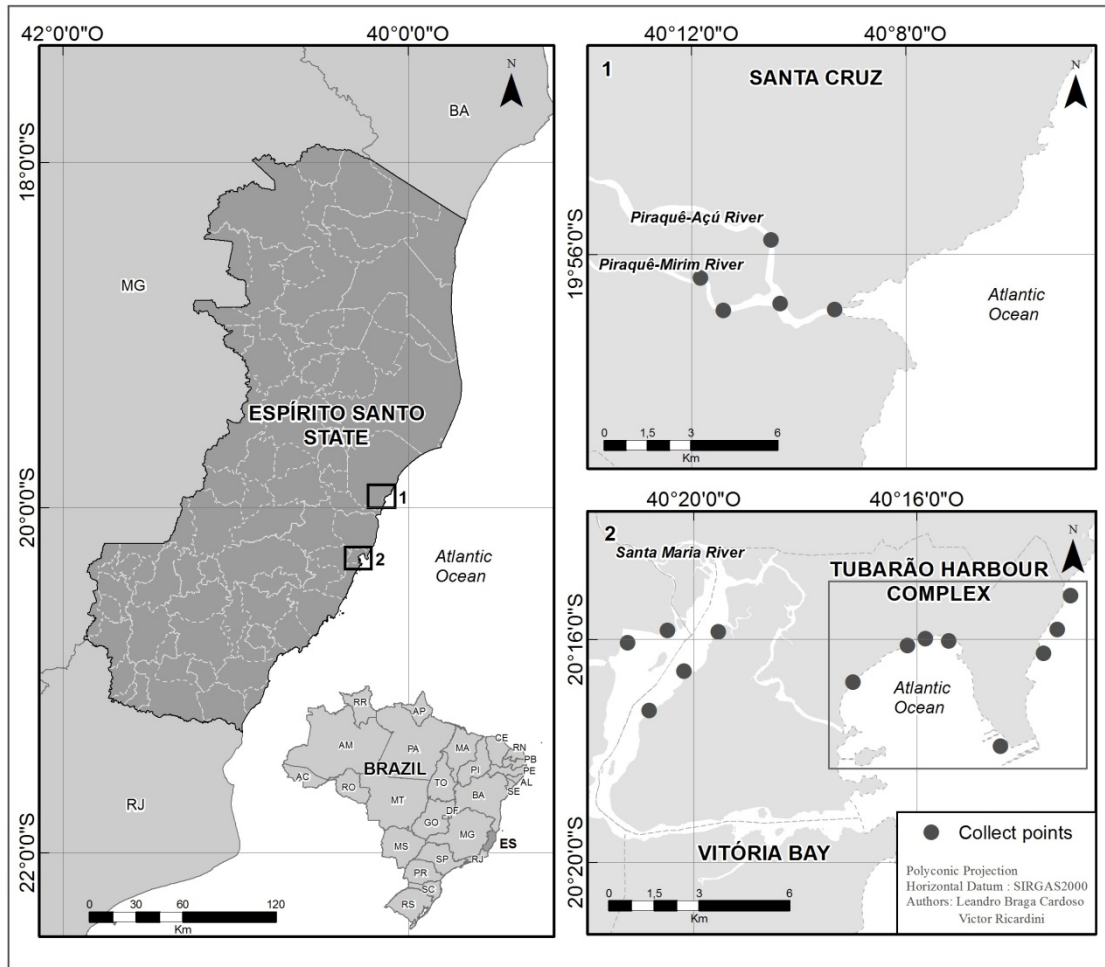 42°0'0"O
40°0'0"O
N
BA
18°0'0"S
MG
ESPÍRITO SANTO
STATE
1
20°0'0"S
2
Atlantic
Ocean
RJ
22°0'0"S
RR
AP
AM
PA
MA
CE
RN
PB
PE
AL
SE
PI
BRAZIL
AC
RO
TO
BA
MT
DF
GO
MG
ES
MS
SP
RJ
PR
SC
RS
0 30 60 120
Km
40°12'0"O
40°8'0"O
1
SANTA CRUZ
N
Piraquê-Açú River
19°56'0"S
Piraquê-Mirim River
Atlantic
Ocean
0 1,5 3 6
Km
40°20'0"O
40°16'0"O
2
Santa Maria River
N
TUBARÃO HARBOUR
COMPLEX
20°16'0"S
Atlantic
Ocean
VITÓRIA BAY
20°20'0"S
0 1,5 3 6
Km
Collect points
Polyconic Projection
Horizontal Datum : SIRGAS2000
Authors: Leandro Braga Cardoso
Victor Ricardini